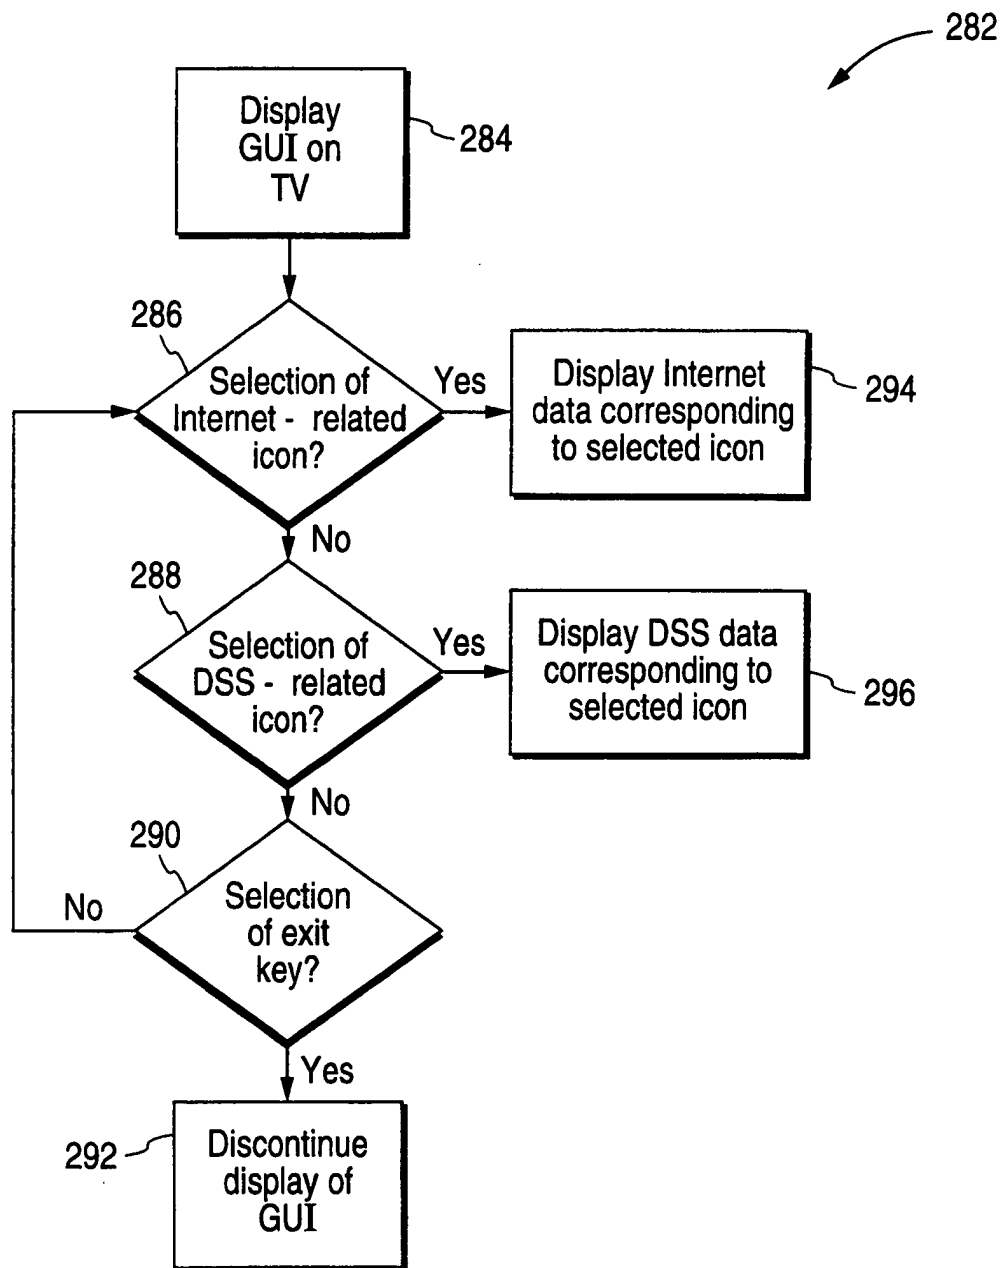 282
Display
GUI on
TV
284
286
Selection of
Internet - related
icon?
Yes
Display Internet
data corresponding
to selected icon
294
No
288
Selection of
DSS - related
icon?
Yes
Display DSS data
corresponding to
selected icon
296
No
290
Selection
of exit
key?
No
Yes
292
Discontinue
display of
GUI